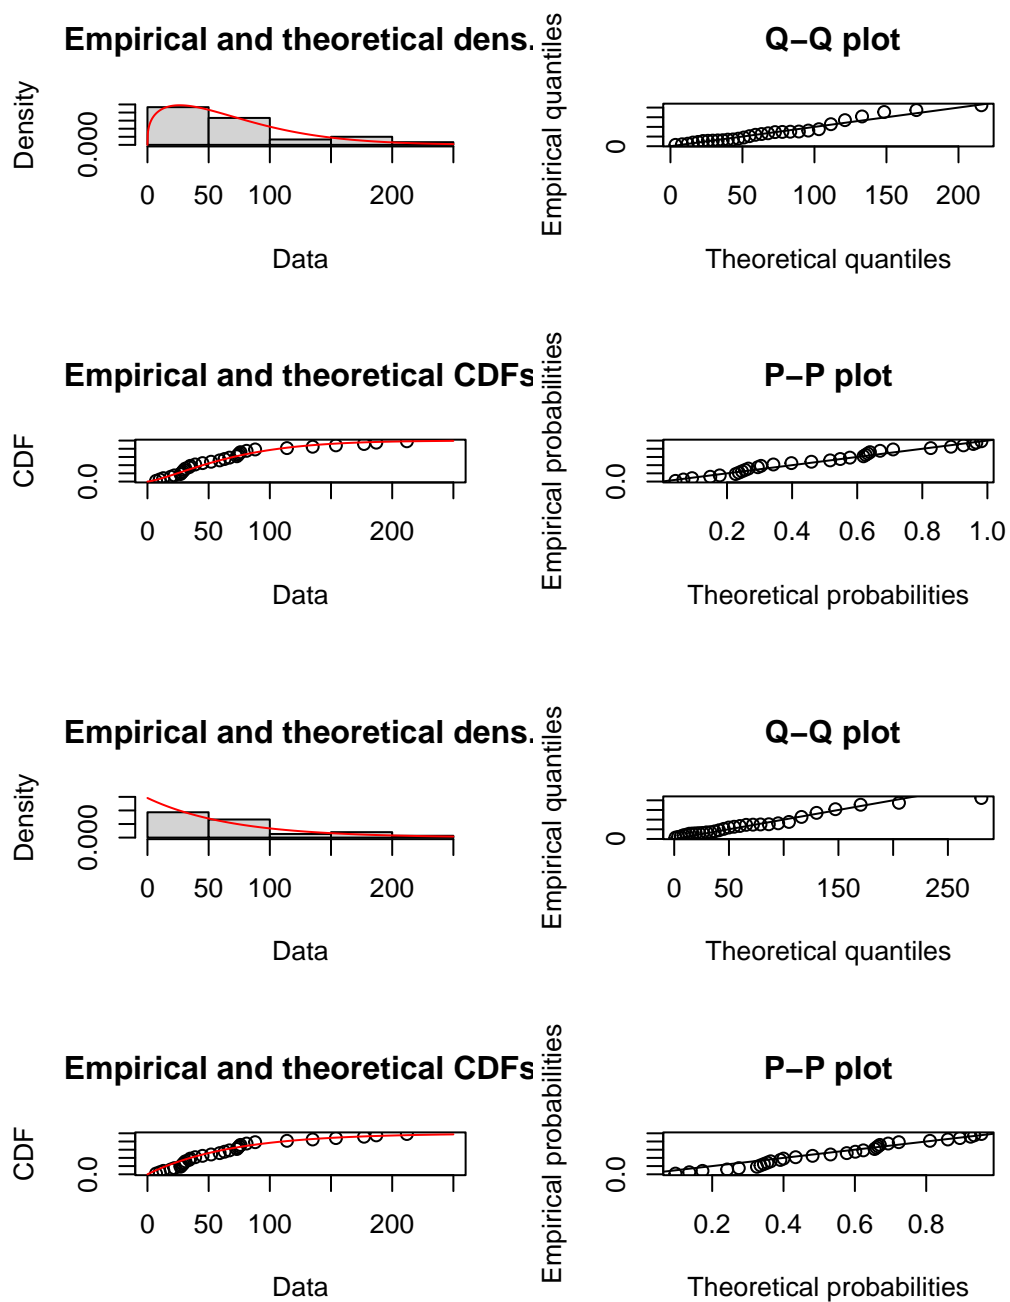 Empirical and theoretical dens.
Density
0.000
0 50 100 200
Data
Q−Q plot
Empirical quantiles
0
0 50 100 150 200
Theoretical quantiles
Empirical and theoretical CDFs
CDF
0.0
0 50 100 200
Data
P−P plot
Empirical probabilities
0.0
0.2 0.4 0.6 0.8 1.0
Theoretical probabilities
Empirical and theoretical dens.
Density
0.000
0 50 100 200
Data
Q−Q plot
Empirical quantiles
0
0 50 150 250
Theoretical quantiles
Empirical and theoretical CDFs
CDF
0.0
0 50 100 200
Data
P−P plot
Empirical probabilities
0.0
0.2 0.4 0.6 0.8
Theoretical probabilities